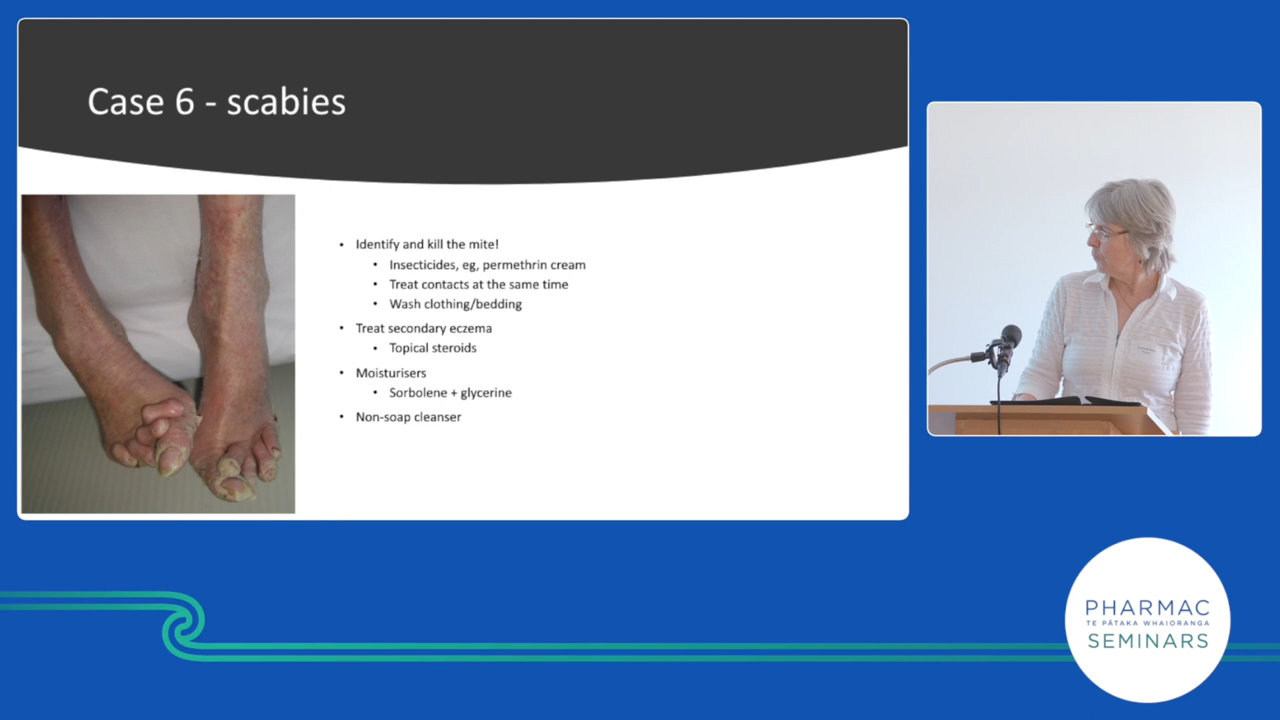 Case 6 - scabies
• Identify and kill the mite!
• Insecticides, eg, permethrin cream
• Treat contacts at the same time
• Wash clothing/bedding
• Treat secondary eczema
• Topical steroids
• Moisturisers
• Sorbolene + glycerine
• Non-soap cleanser
PHARMAC
TE PĀTAKA WHAIORANGA
SEMINARS